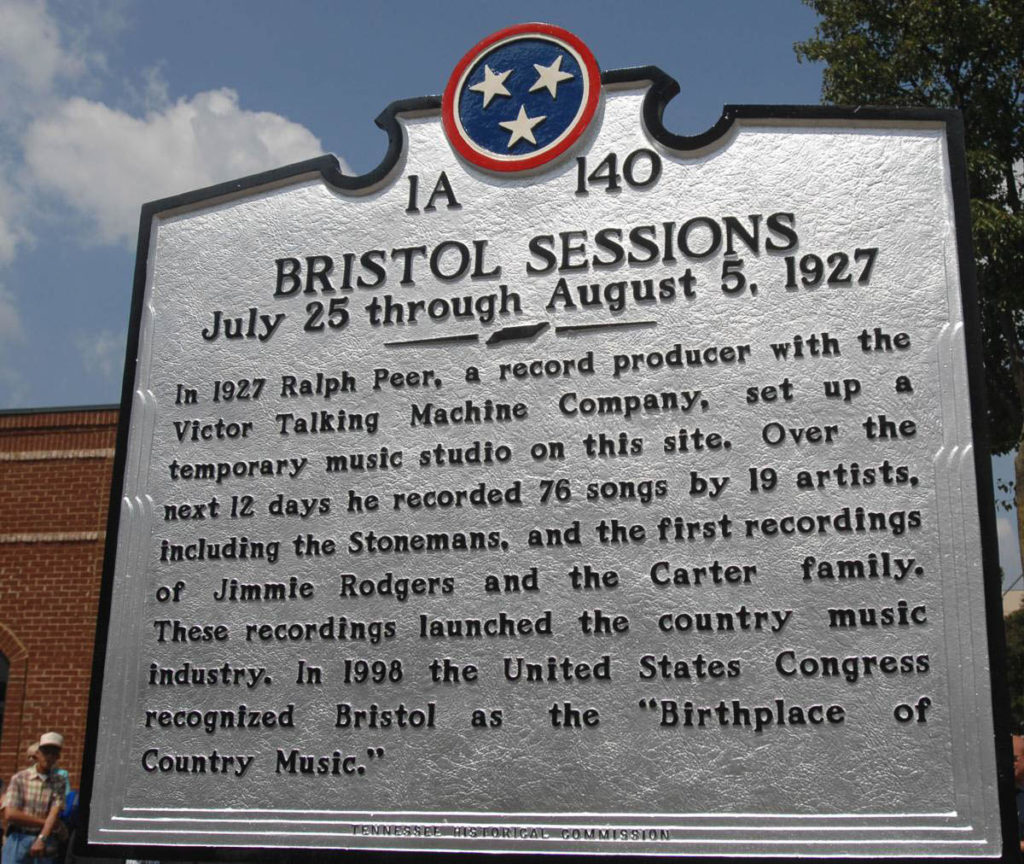 1A 140
BRISTOL SESSIONS
July 25 through August 5, 1927
In 1927 Ralph Peer, a record producer with the
Victor Talking Machine Company, set up a
temporary music studio on this site. Over the
next 12 days he recorded 76 songs by 19 artists,
including the Stonemans, and the first recordings
of Jimmie Rodgers and the Carter family.
These recordings launched the country music
industry. In 1998 the United States Congress
recognized Bristol as the "Birthplace of
Country Music."
TENNESSEE HISTORICAL COMMISSION